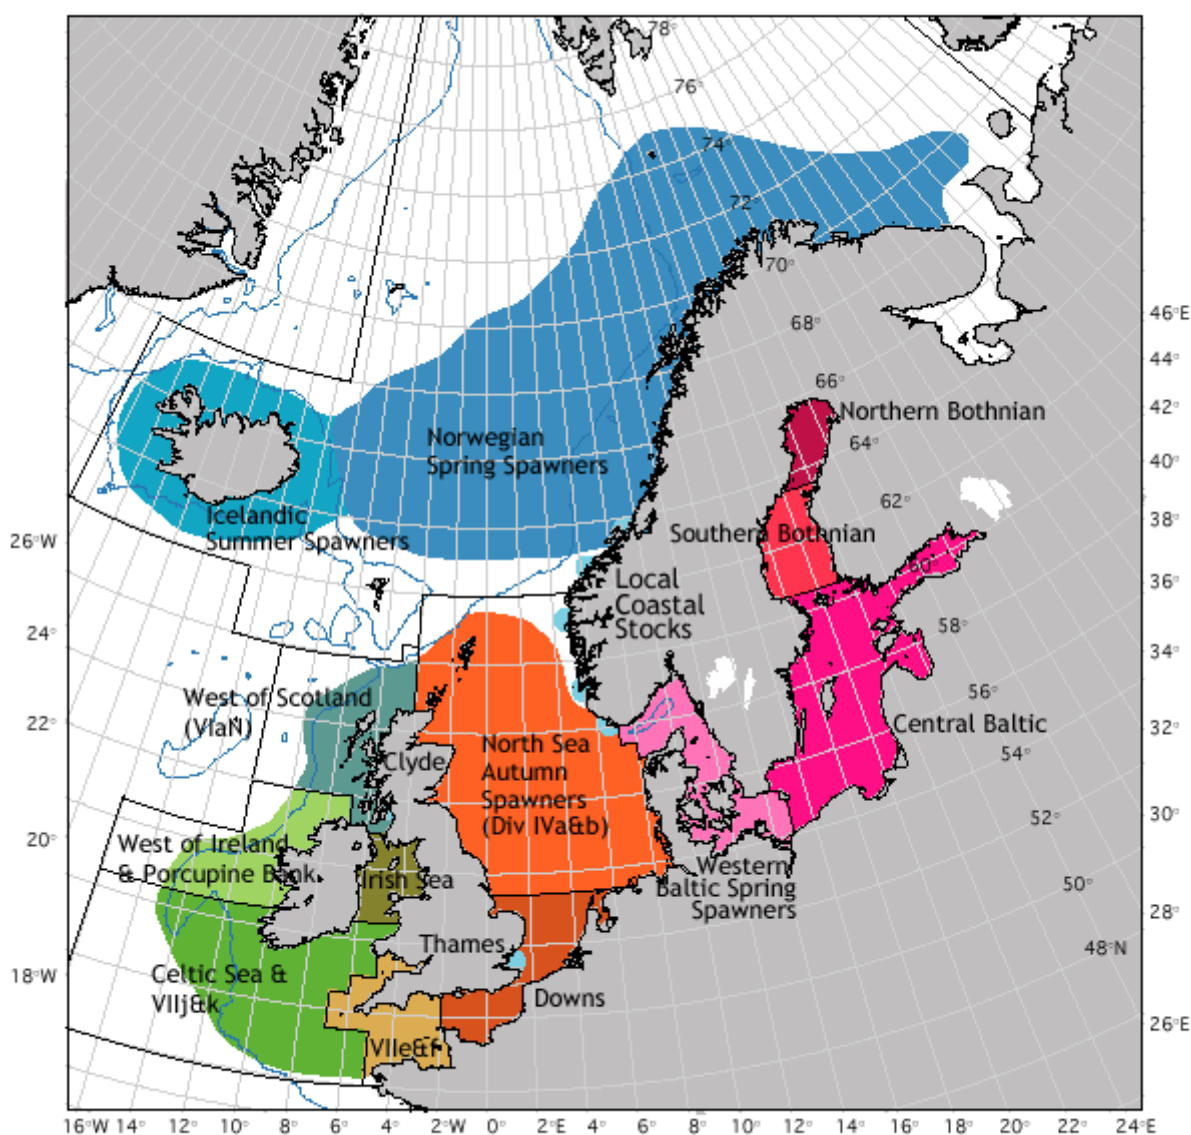 78°
76°
74°
72°
70°
68°
66°
64°
62°
60°
58°
56°
54°
52°
50°
48°N
46°E
44°
42°
40°
38°
36°
34°
32°
30°
28°
26°E
26°W
24°
22°
20°
18°W
Northern Bothnian
Norwegian
Spring Spawners
Icelandic
Summer Spawners
Southern Bothnian
Local
Coastal
Stocks
West of Scotland
(VIaN)
Clyde
North Sea
Autumn
Spawners
(Div IVa&b)
Central Baltic
West of Ireland
& Porcupine Bank
Irish Sea
Western
Baltic Spring
Spawners
Thames
Celtic Sea &
VIIj&k
Downs
VIIe&f
16°W 14° 12° 10° 8° 6° 4° 2° 0° 2°E 4° 6° 8° 10° 12° 14° 16° 18° 20° 22° 24°E